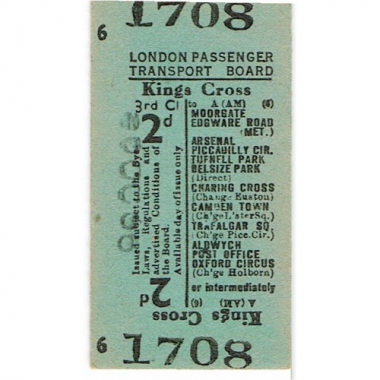 6 1708
LONDON PASSENGER
TRANSPORT BOARD
Kings Cross
3rd Cl
2d
Issued subject to the Bye
Laws, Regulations and
advertised Conditions of
the Board.
Available day of issue only
2d
to A (AM) (6)
MOORGATE
EDGWARE ROAD
(MET.)
ARSENAL
PICCADILLY CIR.
TUFNELL PARK
BELSIZE PARK
(Direct)
CHARING CROSS
(Change Euston)
CAMDEN TOWN
(Ch'ge L'ster Sq.)
TRAFALGAR SQ.
(Ch'ge Picc. Cir.)
ALDWYCH
POST OFFICE
OXFORD CIRCUS
(Ch'ge Holborn)
or intermediately
A (AM) (6)
Kings Cross
6 1708